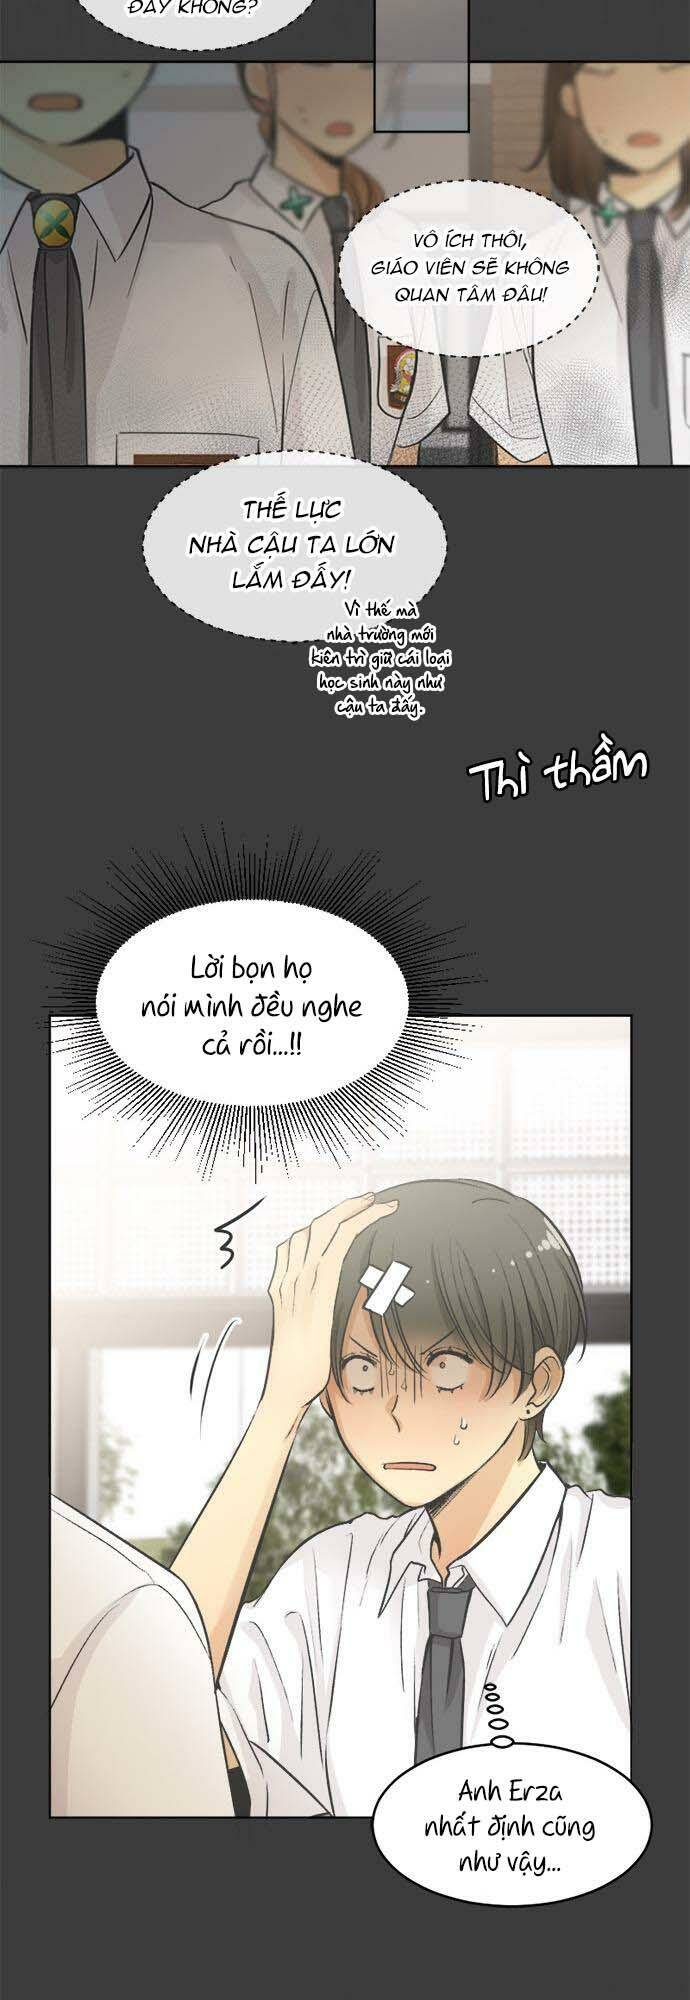 ĐÂY KHÔNG?
VÔ ÍCH THÔI,
GIÁO VIÊN SẼ KHÔNG
QUAN TÂM ĐÂU!
THẾ LỰC
NHÀ CẬU TA LỚN
LẮM ĐẤY!
Vì thế mà
nhà trường mới
kiên trì giữ cái loại
học sinh này như
cậu ta đấy.
Thì thầm
Lời bọn họ
nói mình đều nghe
cả rồi...!!
Anh Erza
nhất định cũng
như vậy...